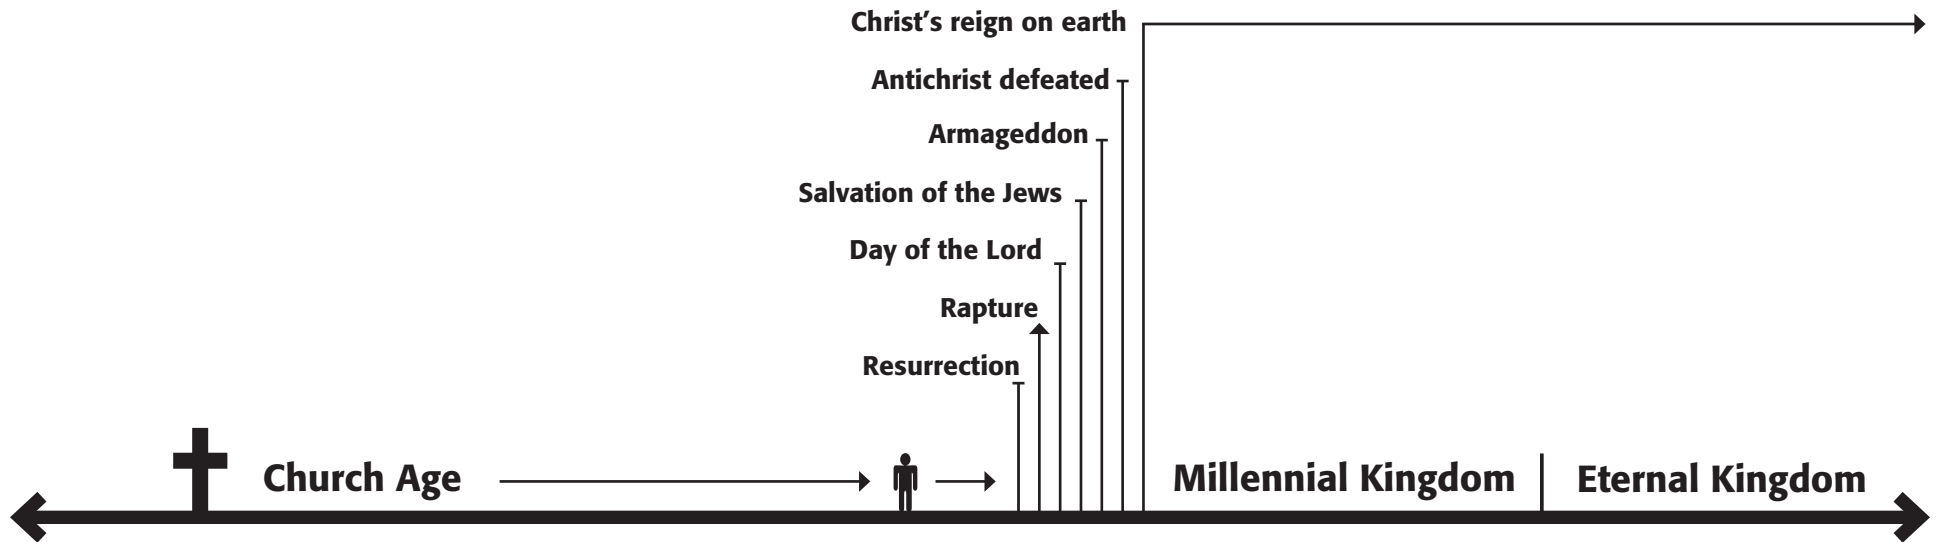 Christ’s reign on earth
Antichrist defeated
Armageddon
Salvation of the Jews
Day of the Lord
Rapture
Resurrection
Church Age
Millennial Kingdom
Eternal Kingdom